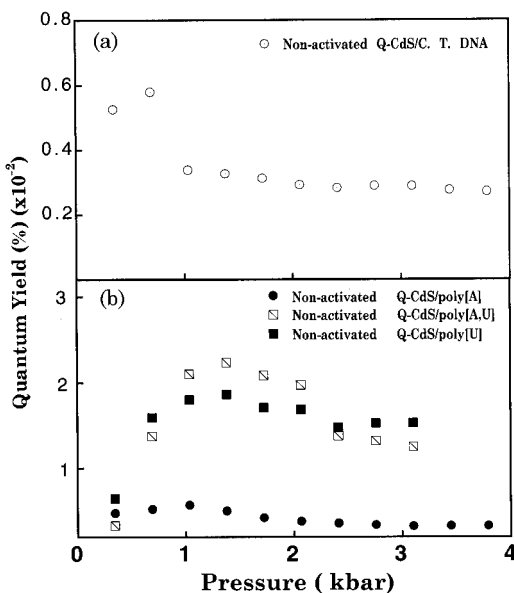 0.8
(a)
Non-activated Q-CdS/C. T. DNA
0.6
0.4
0.2
Quantum Yield (%) (x10-2)
(b)
3
Non-activated Q-CdS/poly[A]
Non-activated Q-CdS/poly[A,U]
Non-activated Q-CdS/poly[U]
2
1
0 1 2 3 4
Pressure ( kbar)